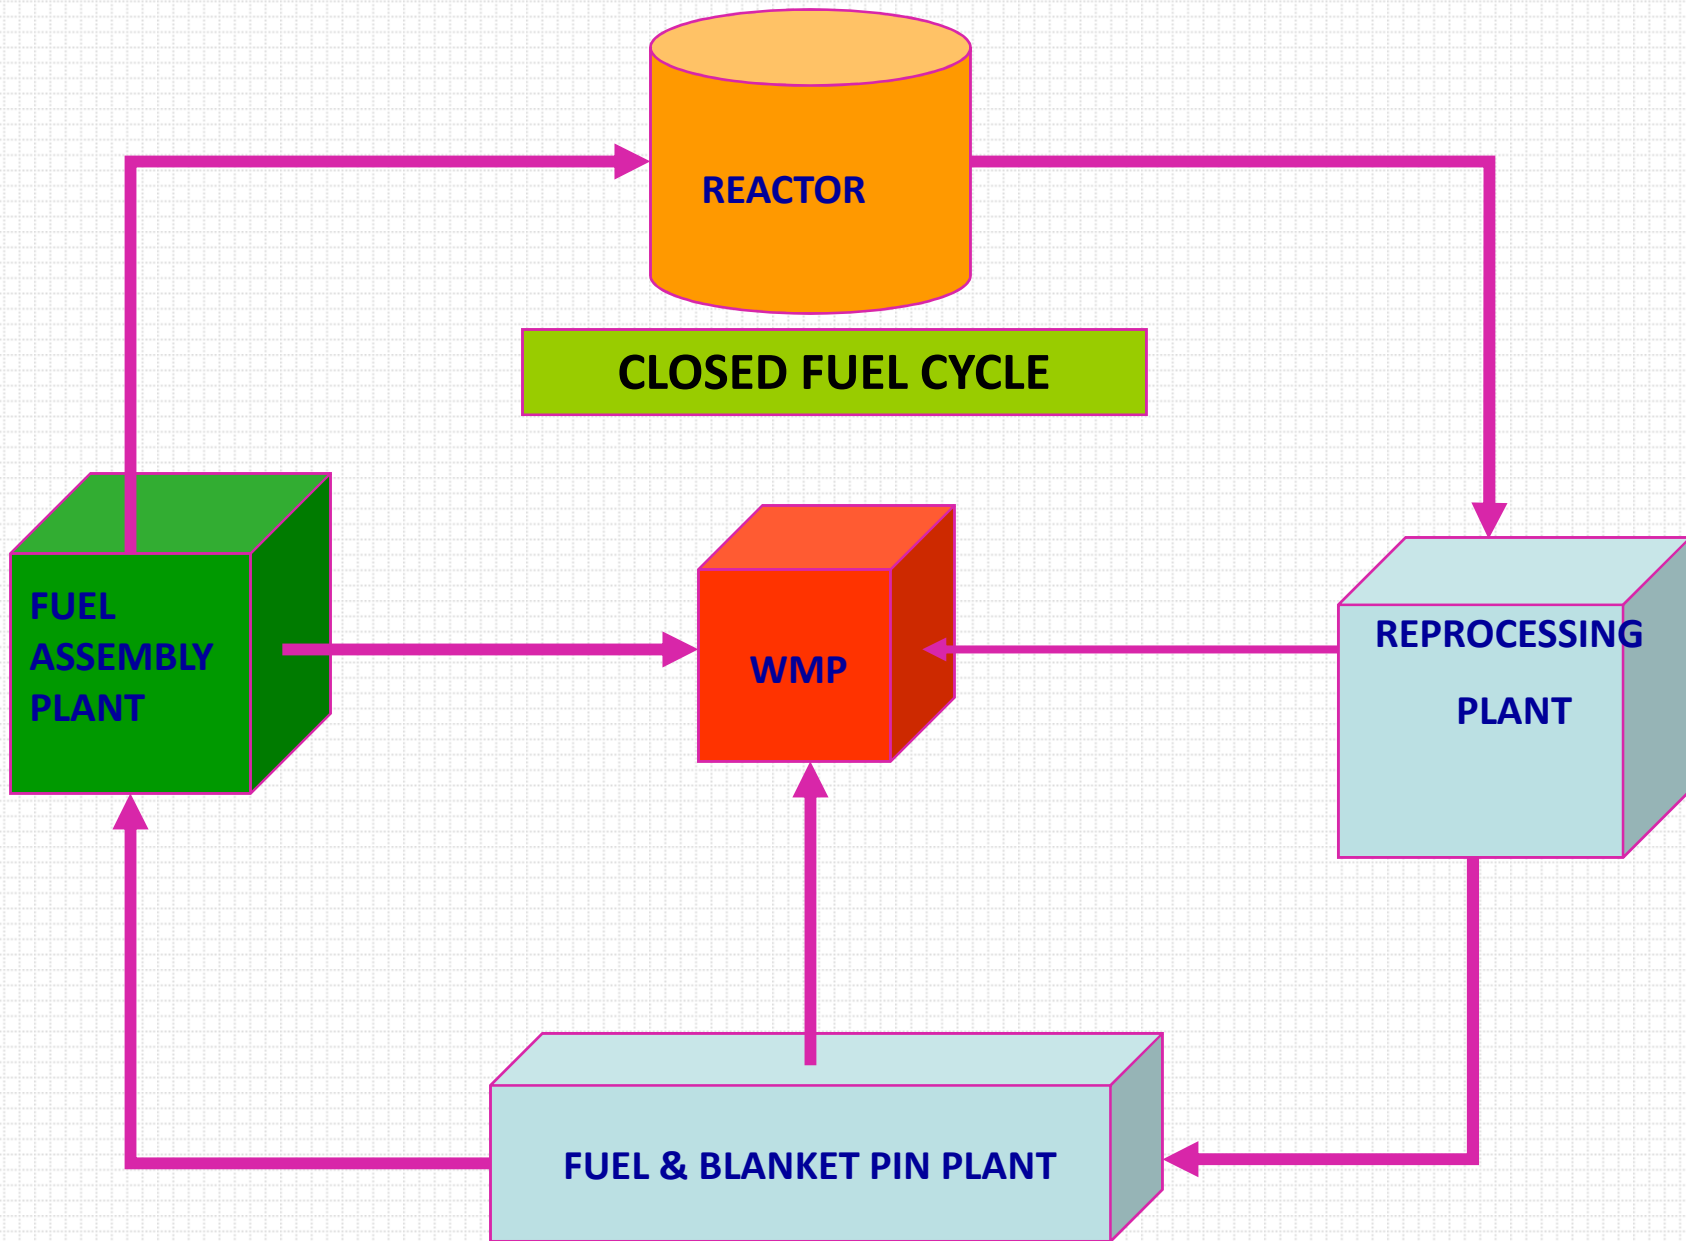 REACTOR
CLOSED FUEL CYCLE
FUEL
ASSEMBLY
PLANT
WMP
REPROCESSING
PLANT
FUEL & BLANKET PIN PLANT